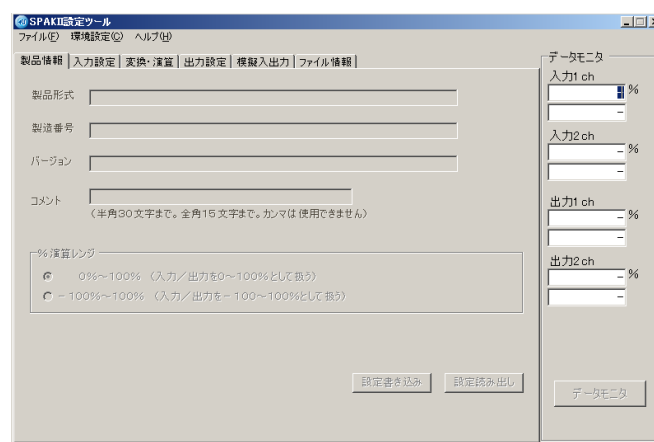 SPAKⅡ設定ツール
ファイル(F) 環境設定(C) ヘルプ(H)
製品情報 入力設定 変換・演算 出力設定 模擬入出力 ファイル情報
製品形式
製造番号
バージョン
コメント
（半角30文字まで。全角15文字まで。カンマは使用できません）
%演算レンジ
0%～100% （入力／出力を0～100%として扱う）
－100%～100% （入力／出力を－100～100%として扱う）
設定書き込み 設定読み出し
データモニタ
入力1 ch
- %
-
入力2 ch
- %
-
出力1 ch
- %
-
出力2 ch
- %
-
データモニタ